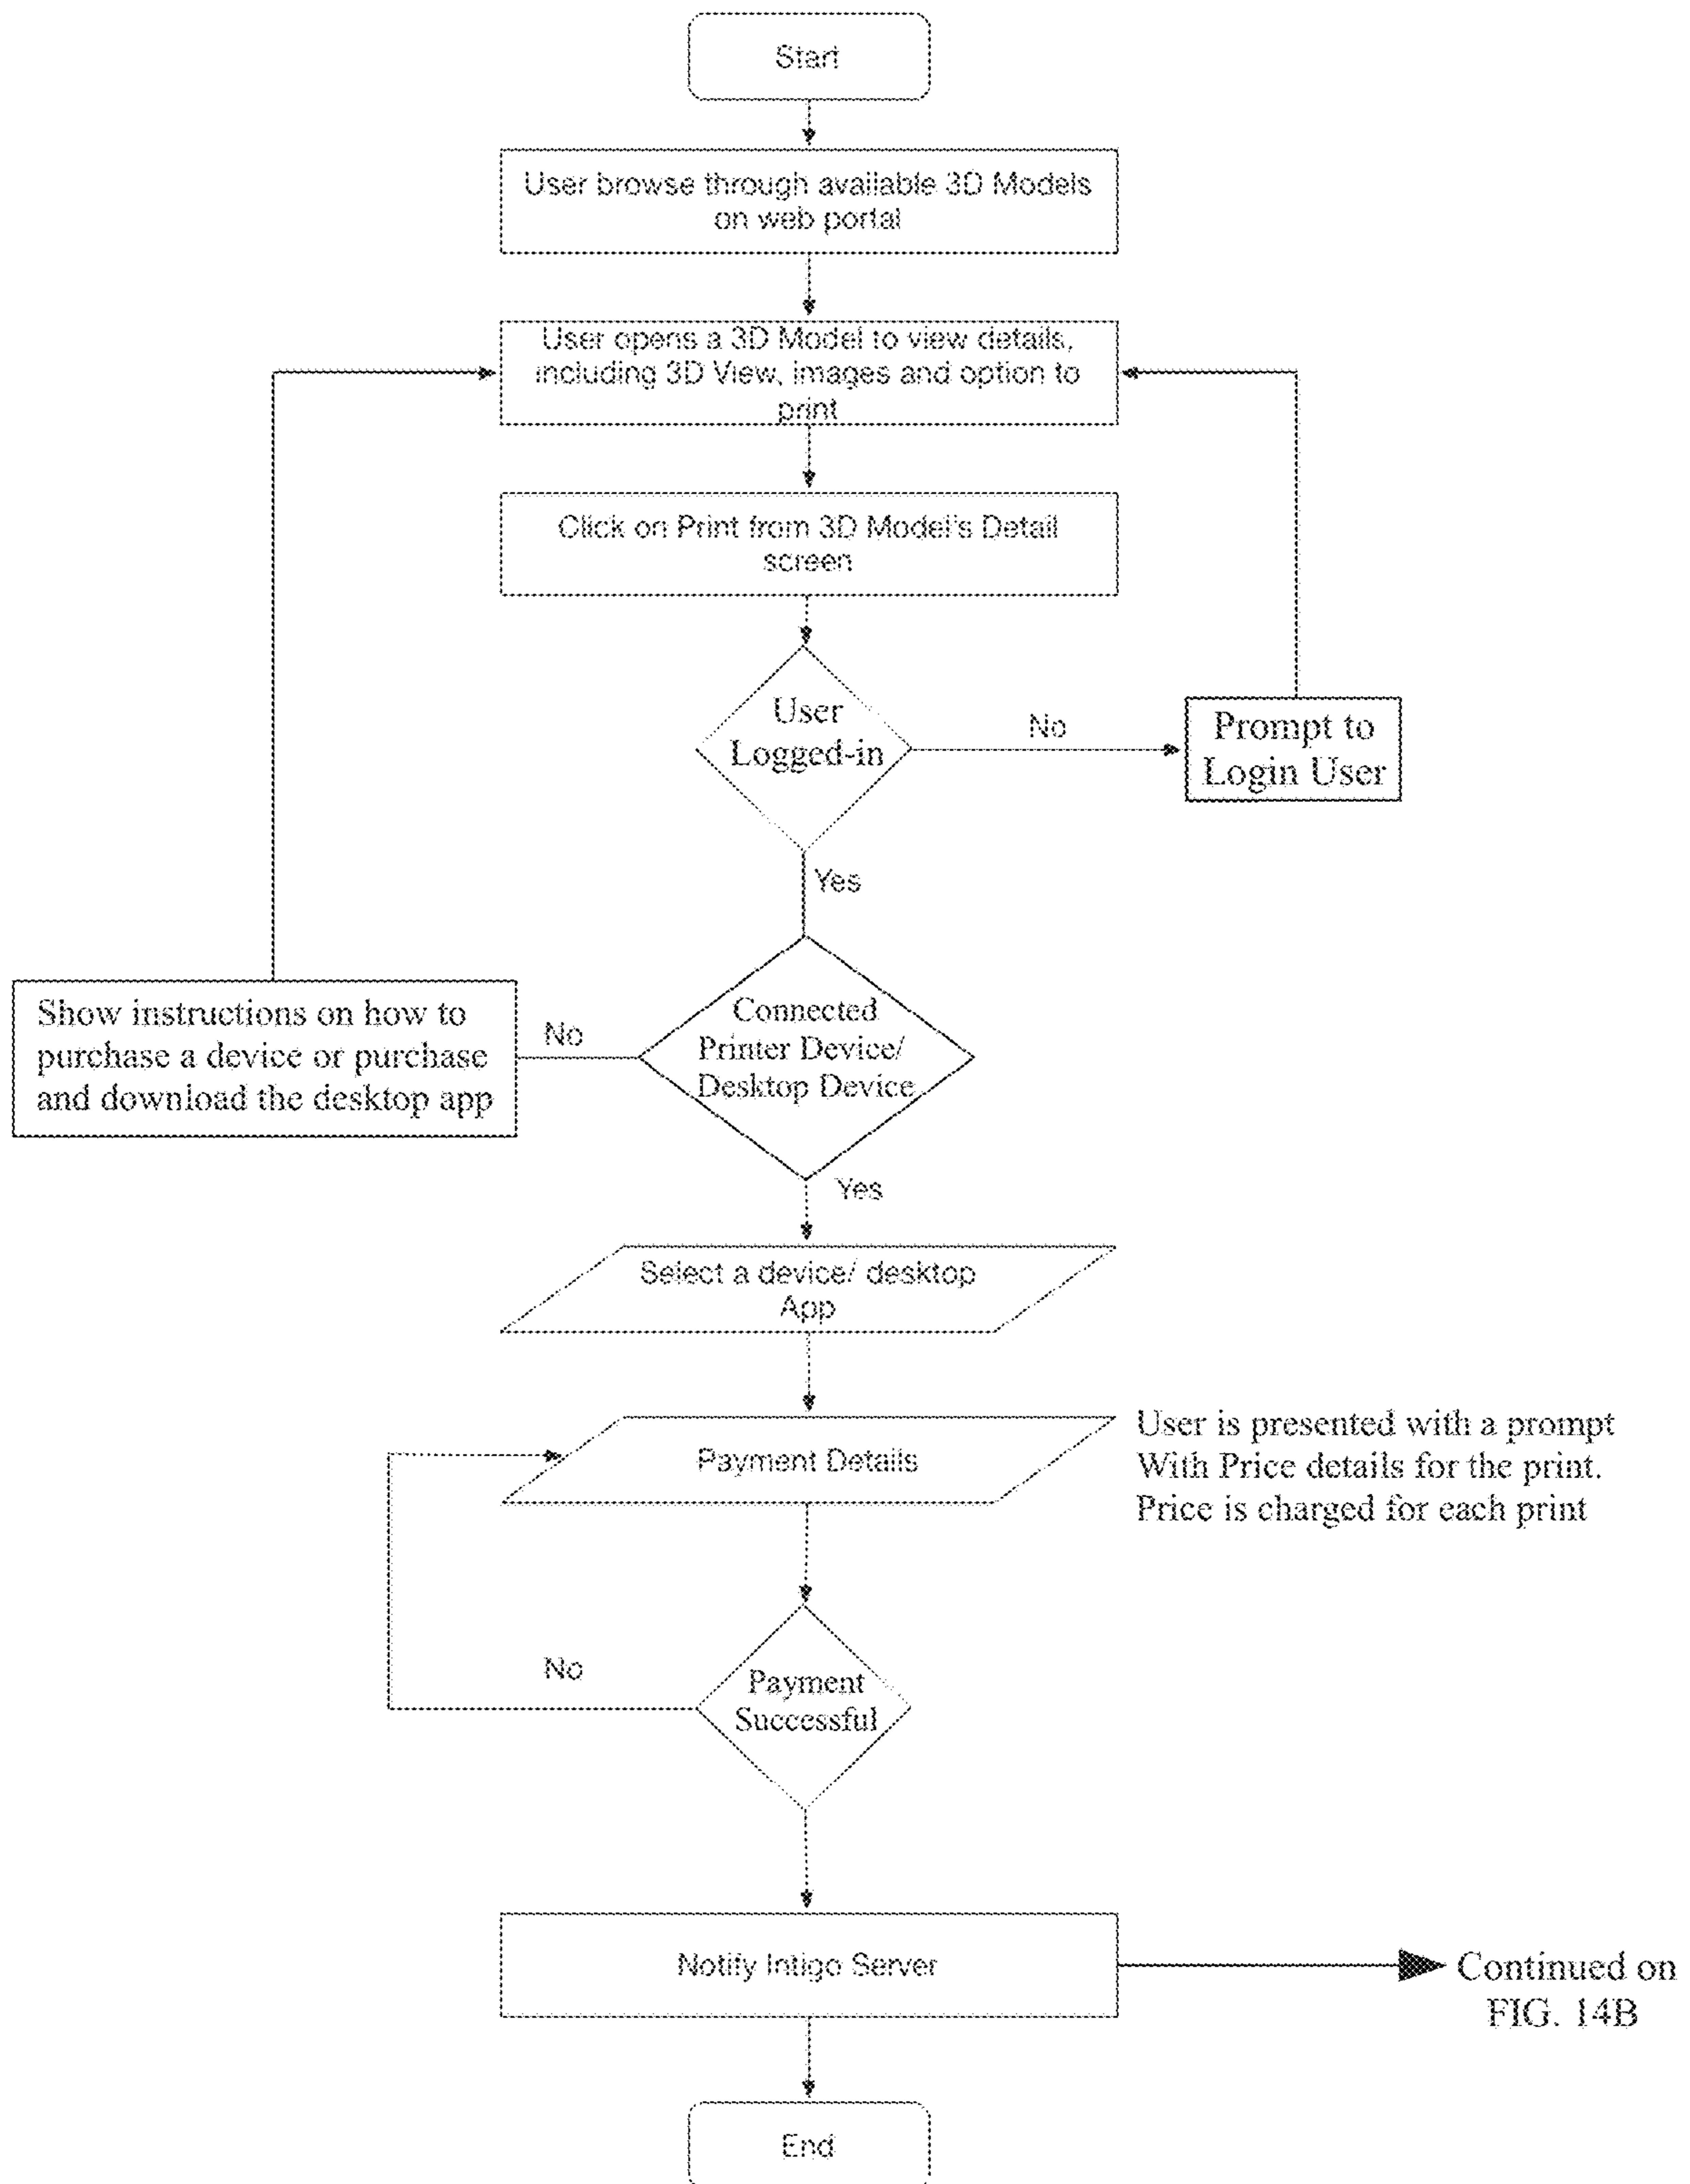 Start
User browse through available 3D Models
on web portal
User opens a 3D Model to view details,
including 3D View, images and option to
print
Click on Print from 3D Model's Detail
screen
User
Logged-in
No
Prompt to
Login User
Yes
Connected
Printer Device/
Desktop Device
No
Show instructions on how to
purchase a device or purchase
and download the desktop app
Yes
Select a device/ desktop
App
Payment Details
User is presented with a prompt
With Price details for the print.
Price is charged for each print
No
Payment
Successful
Notify Intigo Server
Continued on
FIG. 14B
End